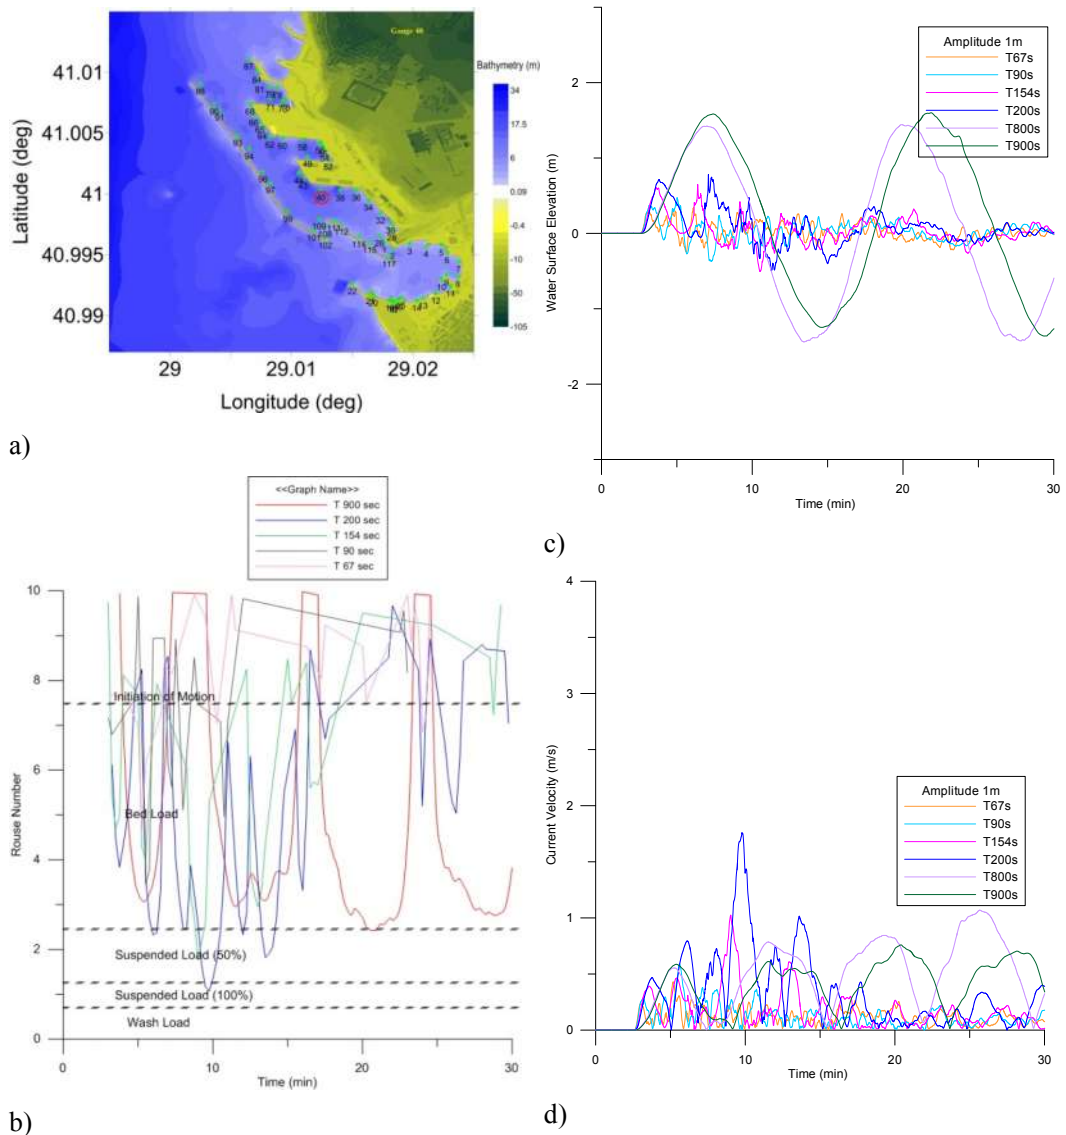 Gauge 40
Bathymetry (m)
34
17.5
6
0.09
-0.4
-10
-50
-105
41.01
41.005
41
40.995
40.99
29
29.01
29.02
Latitude (deg)
Longitude (deg)
a)
Amplitude 1m
T67s
T90s
T154s
T200s
T800s
T900s
2
0
-2
Water Surface Elevation (m)
0
10
20
30
Time (min)
c)
<<Graph Name>>
T 900 sec
T 200 sec
T 154 sec
T 90 sec
T 67 sec
10
8
6
4
2
0
Rouse Number
Initiation of Motion
Bed Load
Suspended Load (50%)
Suspended Load (100%)
Wash Load
0
10
20
30
Time (min)
b)
4
3
2
1
0
Current Velocity (m/s)
Amplitude 1m
T67s
T90s
T154s
T200s
T800s
T900s
0
10
20
30
Time (min)
d)